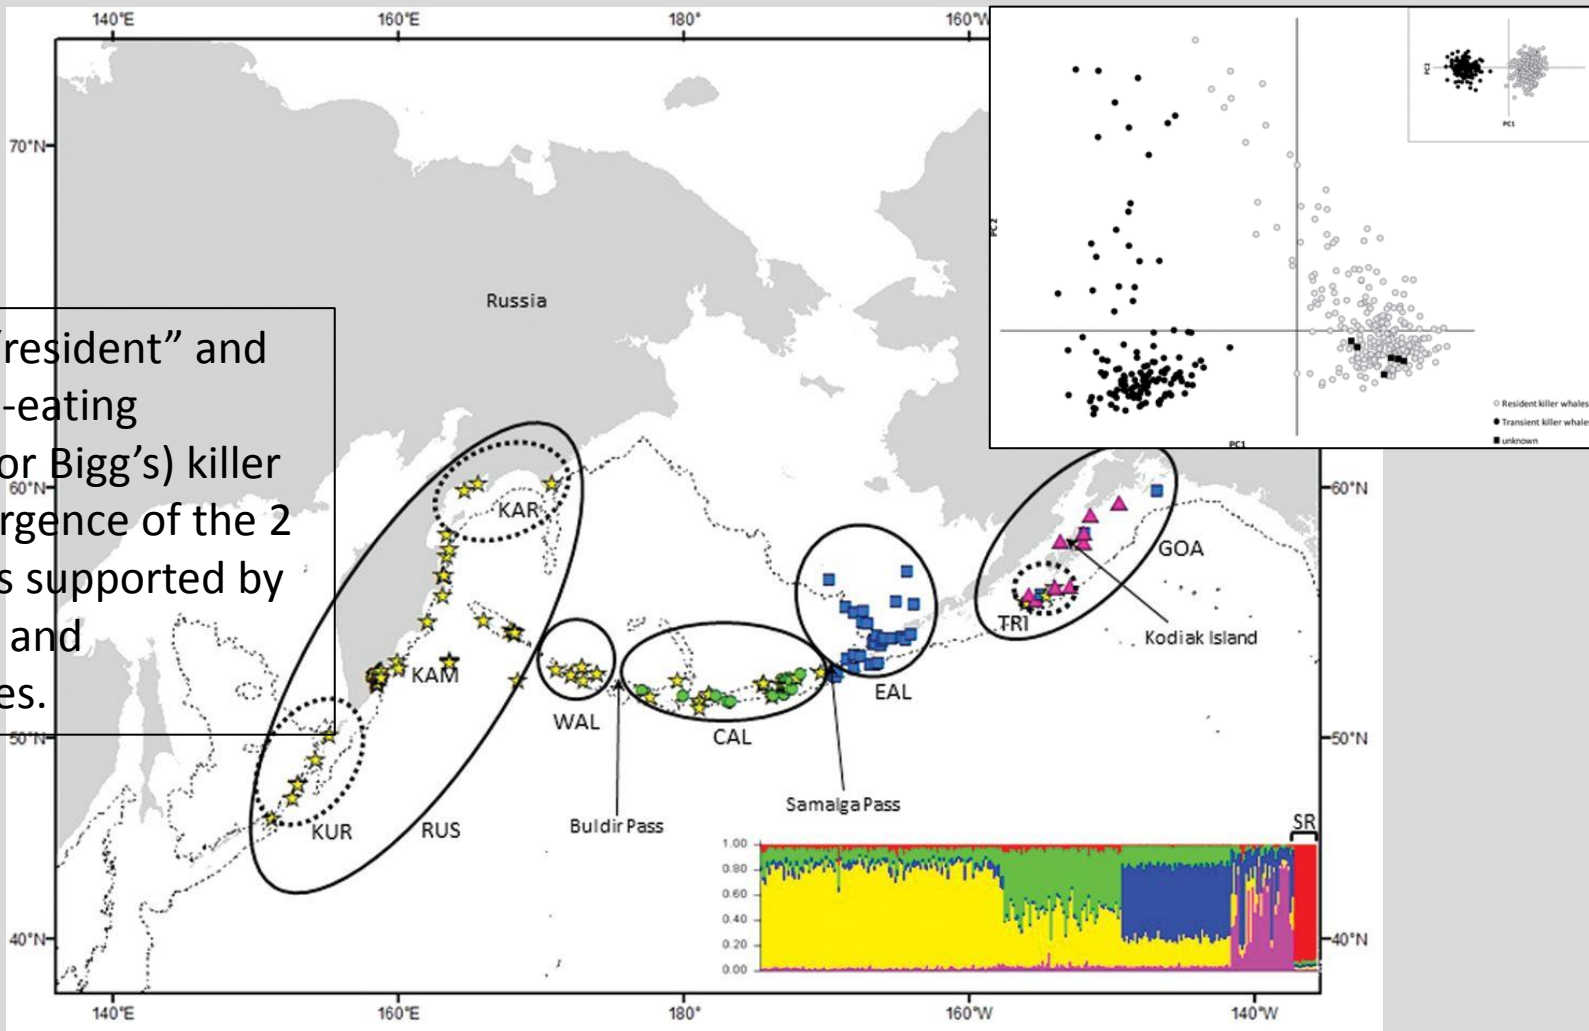 140°E 160°E 180° 160°W
70°N
60°N
50°N
40°N
Russia
"resident" and
-eating
or Bigg's) killer
ergence of the 2
s supported by
and
es.
KAR
KAM
KUR
RUS
WAL
Buldir Pass
CAL
Samalga Pass
EAL
TRI
GOA
Kodiak Island
60°N
50°N
40°N
PC2
PC1
PC2
PC1
Resident killer whales
Transient killer whales
unknown
SR
1.00
0.80
0.60
0.40
0.20
0.00
140°E 160°E 180° 160°W 140°W